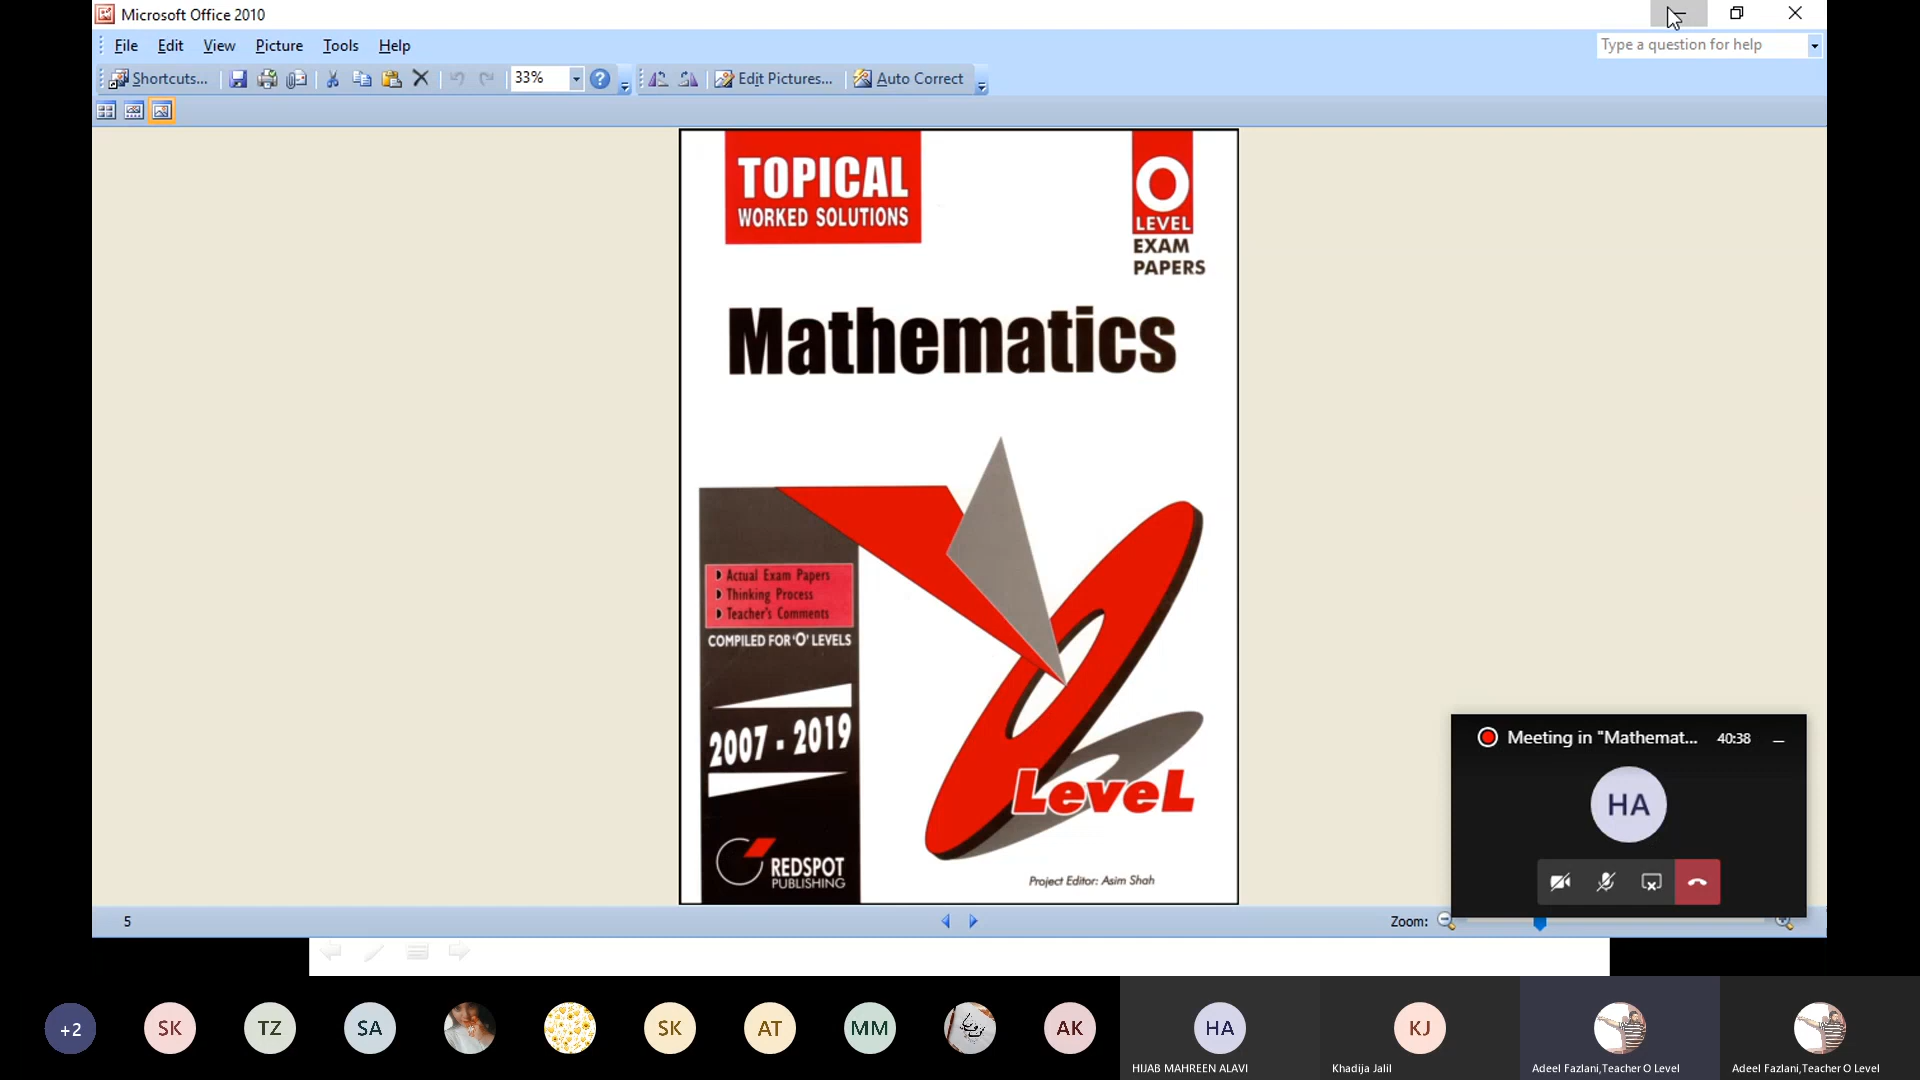 Microsoft Office 2010
File Edit View Picture Tools Help
Type a question for help
Shortcuts... 33% Edit Pictures... Auto Correct
TOPICAL
WORKED SOLUTIONS
O
LEVEL
EXAM
PAPERS
Mathematics
Actual Exam Papers
Thinking Process
Teacher's Comments
COMPILED FOR 'O' LEVELS
2007 - 2019
LeveL
REDSPOT
PUBLISHING
Project Editor: Asim Shah
Meeting in "Mathemat... 40:38
HA
5
Zoom:
+2 SK TZ SA SK AT MM AK HA KJ
HIJAB MAHREEN ALAVI Khadija Jalil Adeel Fazlani,Teacher O Level Adeel Fazlani,Teacher O Level